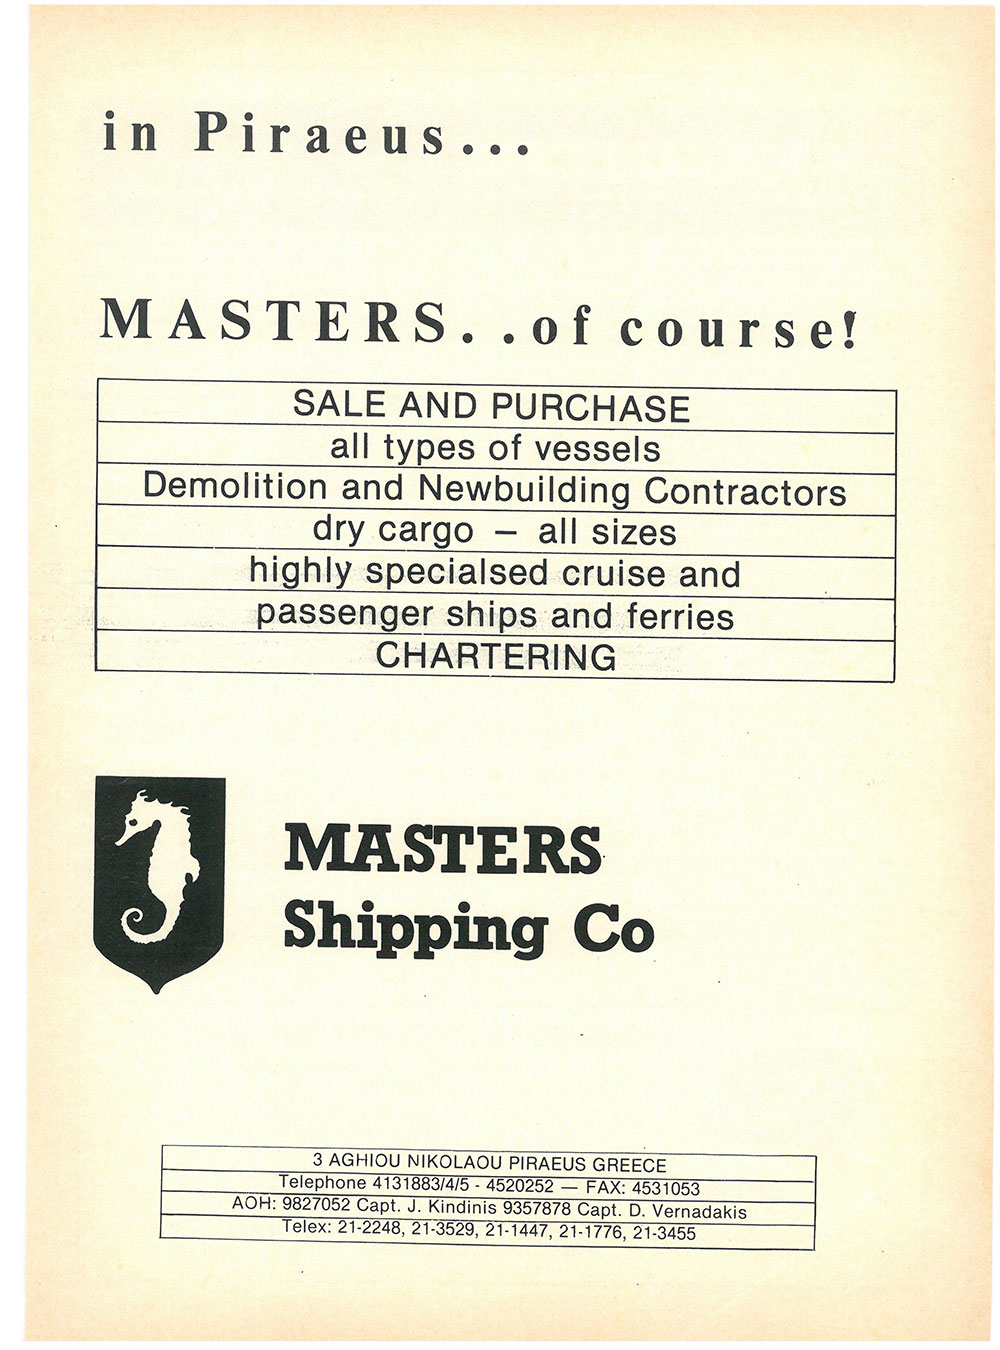 in Piraeus...
MASTERS. .of course!
SALE AND PURCHASE
all types of vessels
Demolition and Newbuilding Contractors
dry cargo – all sizes
highly specialsed cruise and
passenger ships and ferries
CHARTERING
MASTERS
Shipping Co
3 AGHIOU NIKOLAOU PIRAEUS GREECE
Telephone 4131883/4/5 - 4520252 — FAX: 4531053
AOH: 9827052 Capt. J. Kindinis 9357878 Capt. D. Vernadakis
Telex: 21-2248, 21-3529, 21-1447, 21-1776, 21-3455